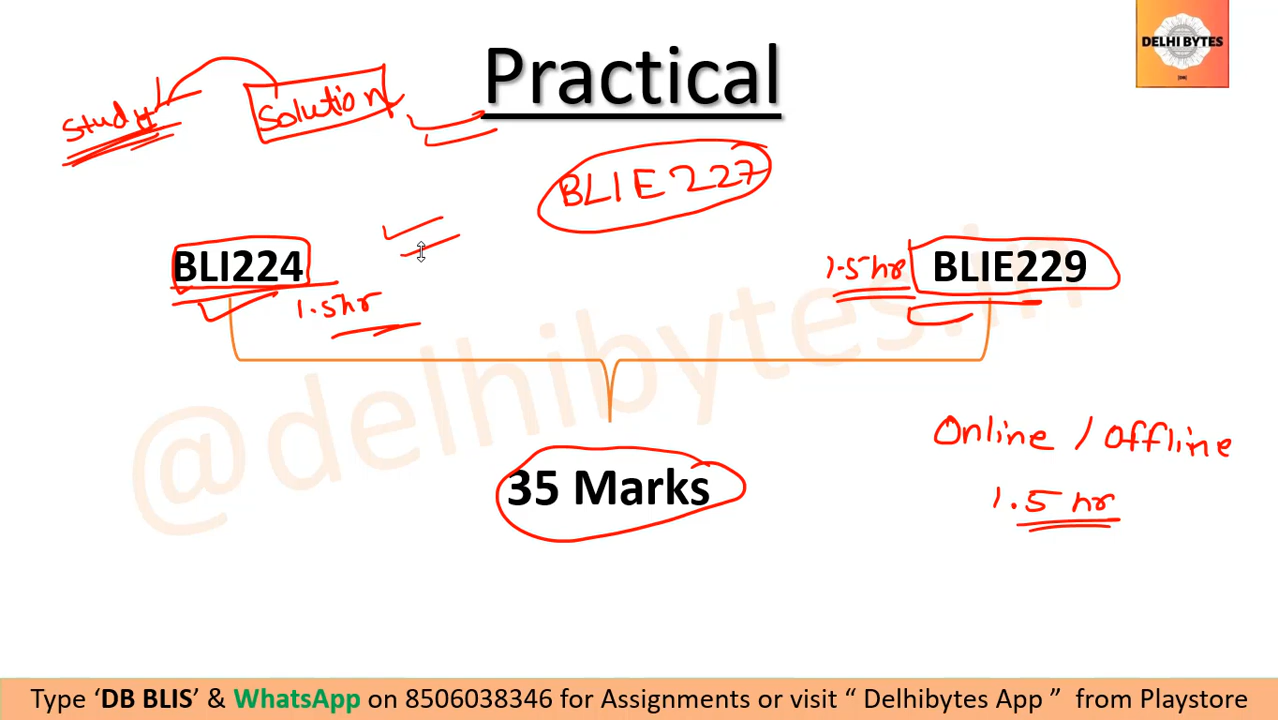 DELHI BYTES
[DB]
Practical
Study
Solution
BLIE227
BLI224
1.5hr
1.5hr
BLIE229
@delhibytes.in
35 Marks
Online / Offline
1.5 hr
Type ‘DB BLIS’ & WhatsApp on 8506038346 for Assignments or visit “ Delhibytes App ” from Playstore